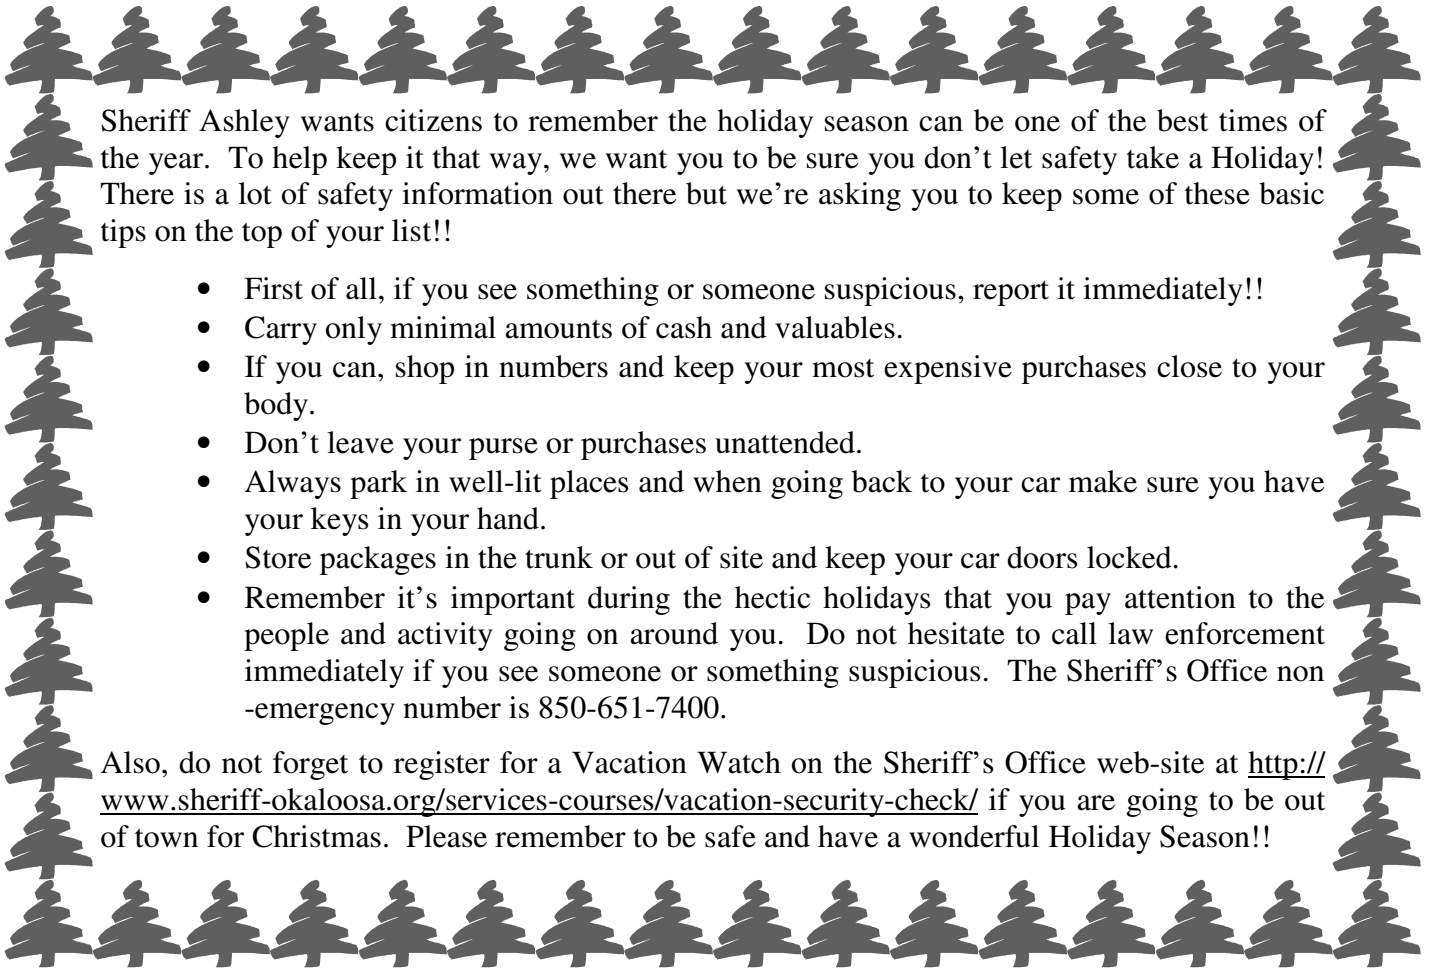 Sheriff Ashley wants citizens to remember the holiday season can be one of the best times of
the year.  To help keep it that way, we want you to be sure you don’t let safety take a Holiday!
There is a lot of safety information out there but we’re asking you to keep some of these basic
tips on the top of your list!!
• First of all, if you see something or someone suspicious, report it immediately!!
• Carry only minimal amounts of cash and valuables.
• If you can, shop in numbers and keep your most expensive purchases close to your
body.
• Don’t leave your purse or purchases unattended.
• Always park in well-lit places and when going back to your car make sure you have
your keys in your hand.
• Store packages in the trunk or out of site and keep your car doors locked.
• Remember it’s important during the hectic holidays that you pay attention to the
people and activity going on around you.  Do not hesitate to call law enforcement
immediately if you see someone or something suspicious.  The Sheriff’s Office non
-emergency number is 850-651-7400.
Also, do not forget to register for a Vacation Watch on the Sheriff’s Office web-site at http://
www.sheriff-okaloosa.org/services-courses/vacation-security-check/ if you are going to be out
of town for Christmas.  Please remember to be safe and have a wonderful Holiday Season!!